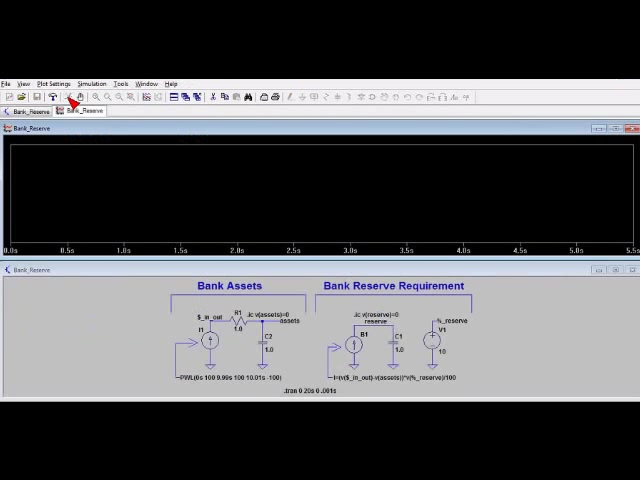 File View Plot Settings Simulation Tools Window Help
Bank_Reserve Bank_Reserve
Bank_Reserve
0.0s 0.5s 1.0s 1.5s 2.0s 2.5s 3.0s 3.5s 4.0s 4.5s 5.0s 5.5s
Bank_Reserve
Bank Assets Bank Reserve Requirement
$_in_out R1 .ic v(assets)=0 assets
1.0
I1 C2
1.0
PWL(0s 100 9.99s 100 10.01s -100)
.ic v(reserve)=0
reserve
B1 C1
1.0
%_reserve
V1
10
I=(v($_in_out)-v(assets))*v(%_reserve)/100
.tran 0 20s 0 .001s